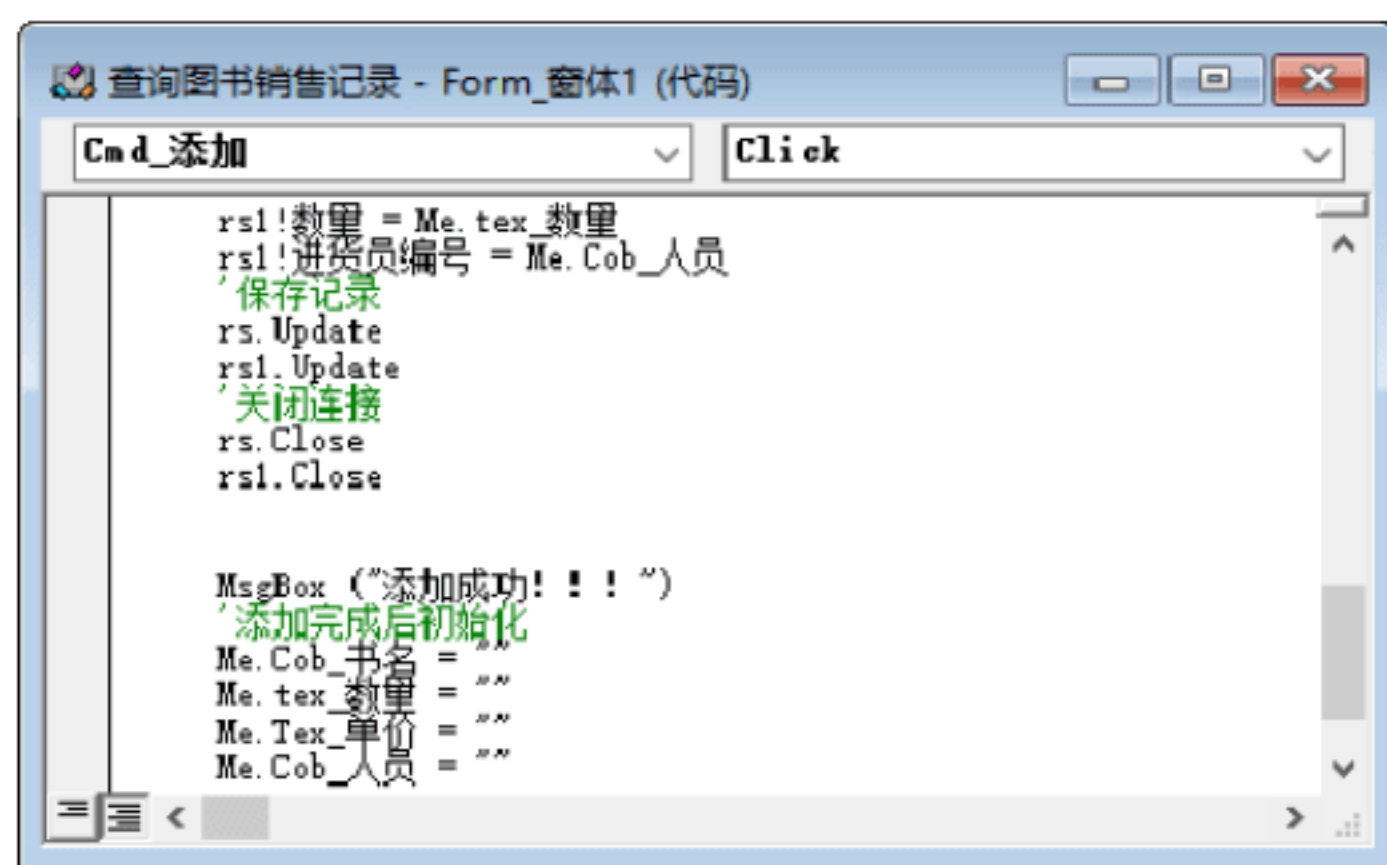 查询图书销售记录 - Form_窗体1 (代码)
Cmd_添加
Click
rs1!数量 = Me.tex_数量
rs1!进货员编号 = Me.Cob_人员
'保存记录
rs.Update
rs1.Update
'关闭连接
rs.Close
rs1.Close
MsgBox ("添加成功！！！")
'添加完成后初始化
Me.Cob_书名 = ""
Me.tex_数量 = ""
Me.Tex_单价 = ""
Me.Cob_人员 = ""